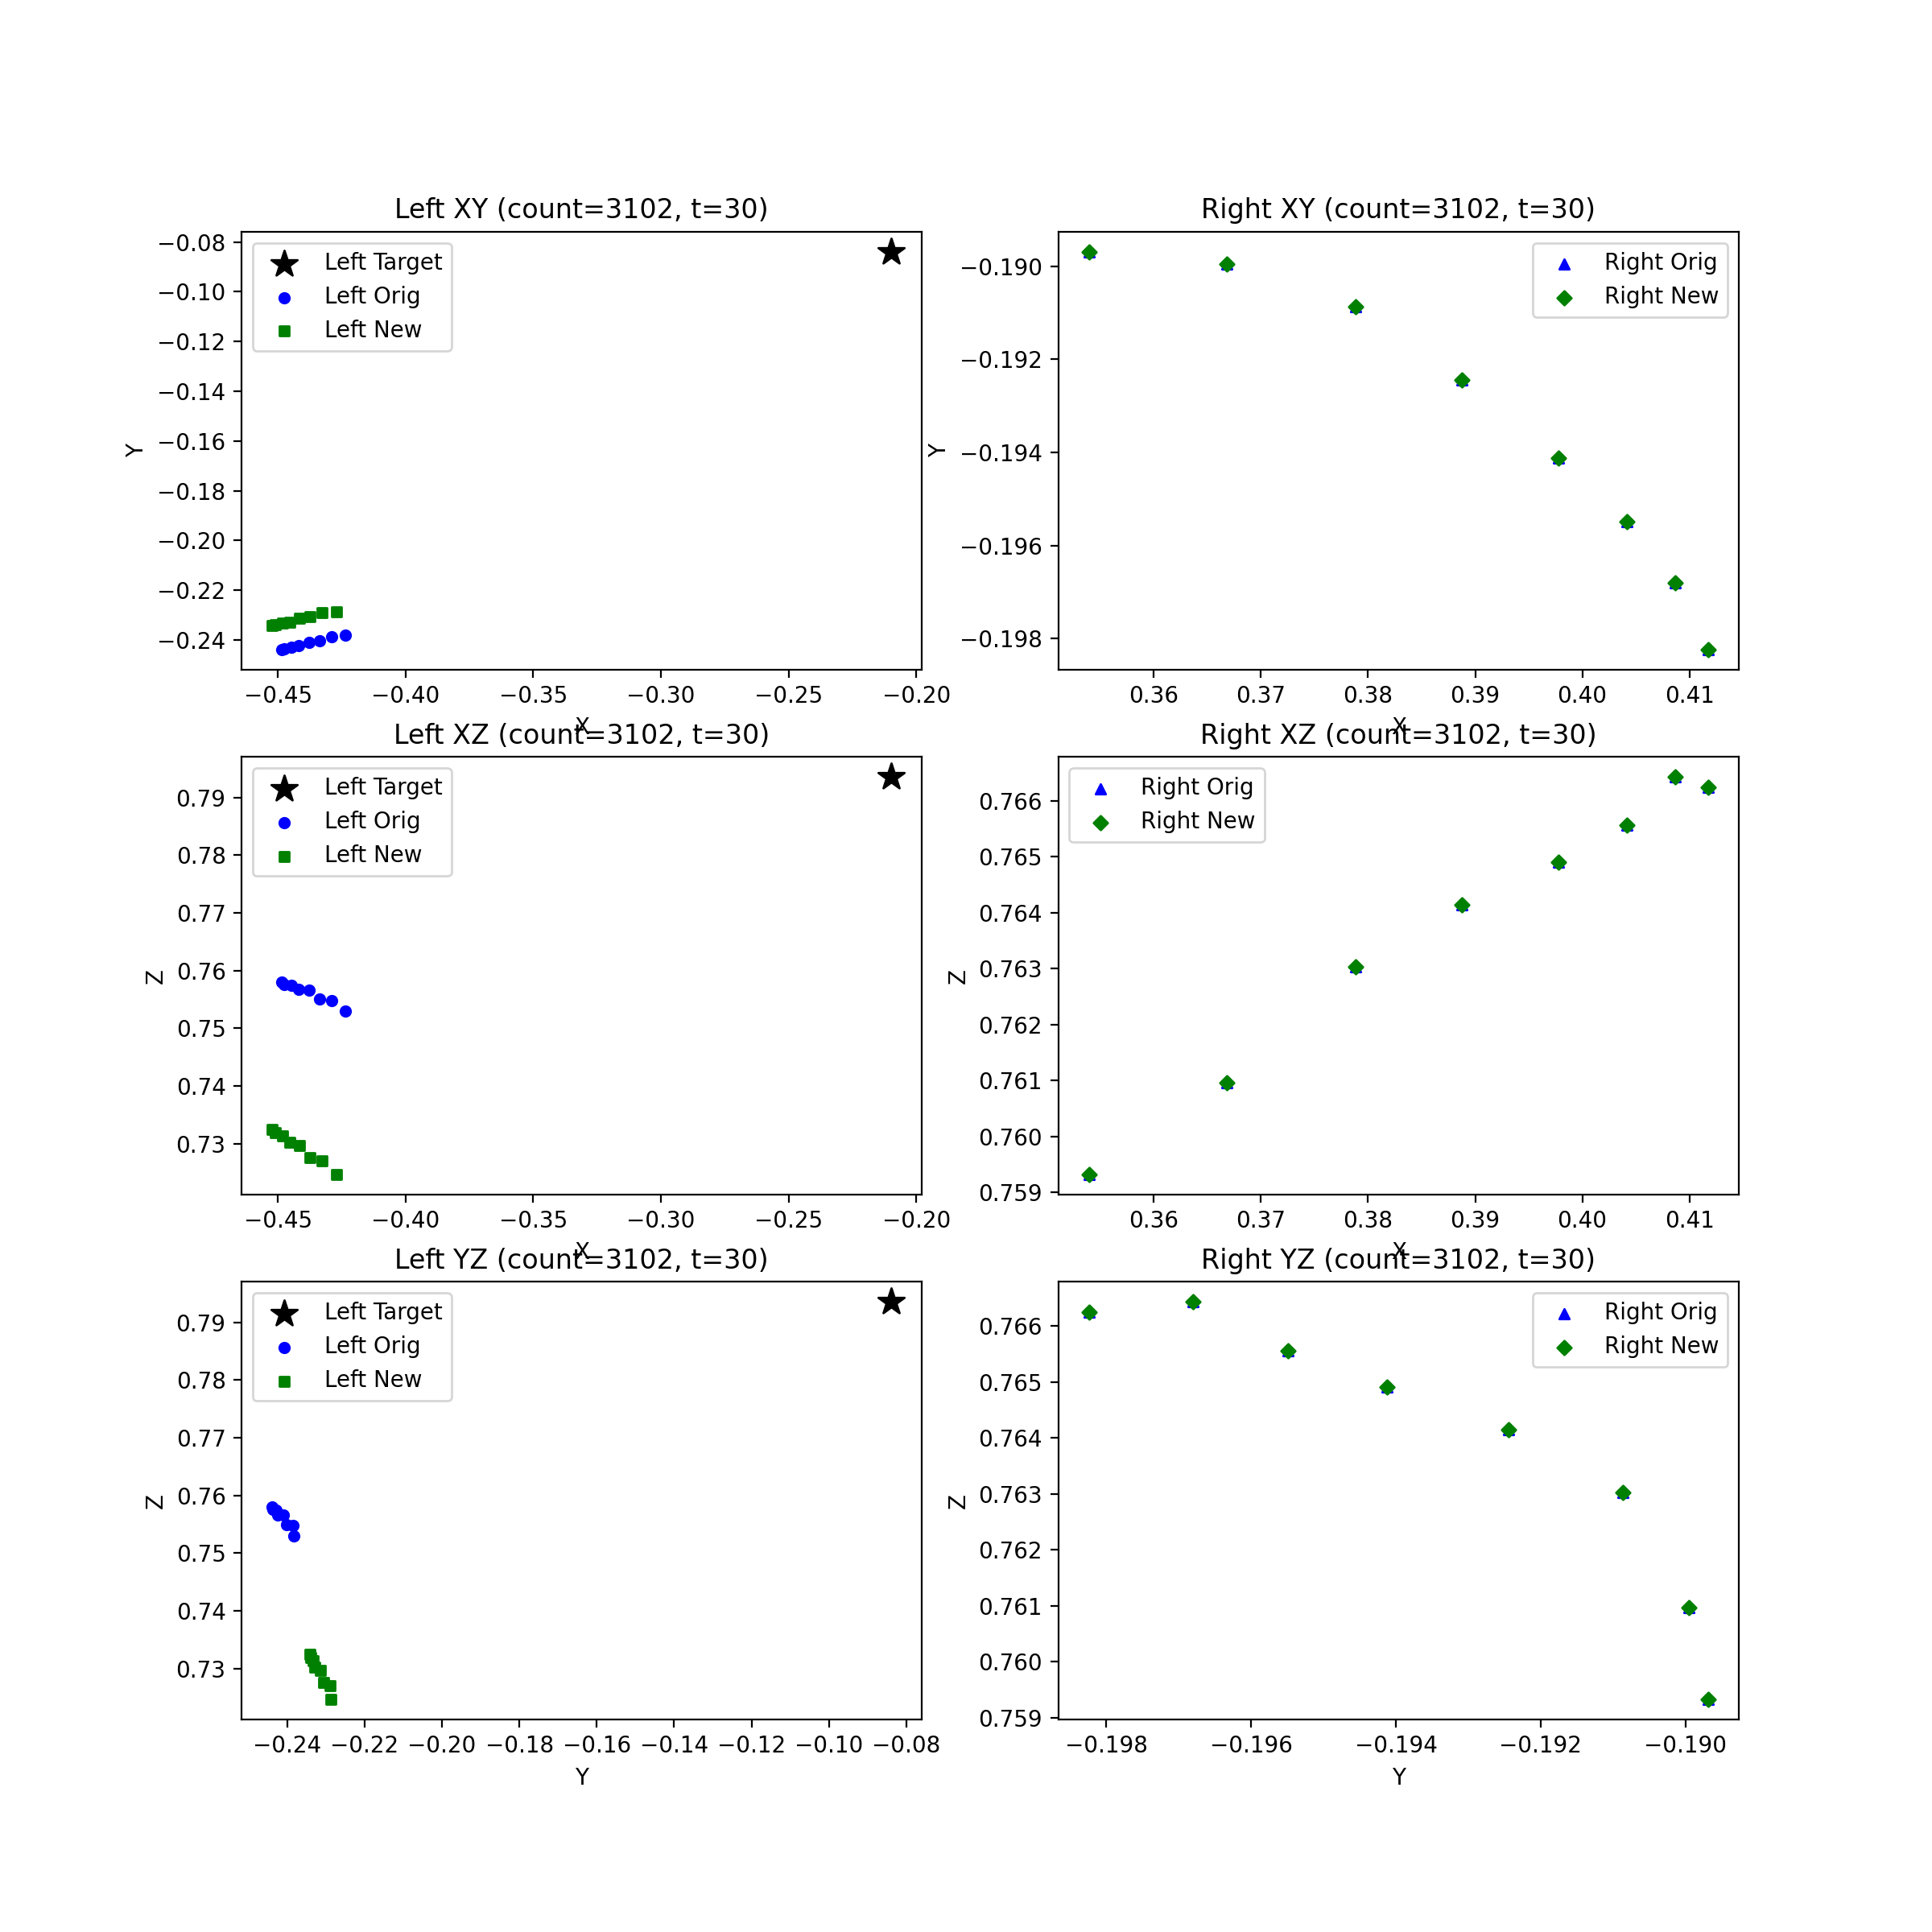 Left XY (count=3102, t=30)
−0.08
−0.10
−0.12
−0.14
−0.16
−0.18
−0.20
−0.22
−0.24
Y
Left Target
Left Orig
Left New
−0.45 −0.40 −0.35 −0.30 −0.25 −0.20
X
Right XY (count=3102, t=30)
−0.190
−0.192
−0.194
−0.196
−0.198
Y
Right Orig
Right New
0.36 0.37 0.38 0.39 0.40 0.41
X
Left XZ (count=3102, t=30)
0.79
0.78
0.77
0.76
0.75
0.74
0.73
Z
Left Target
Left Orig
Left New
−0.45 −0.40 −0.35 −0.30 −0.25 −0.20
X
Right XZ (count=3102, t=30)
0.766
0.765
0.764
0.763
0.762
0.761
0.760
0.759
Z
Right Orig
Right New
0.36 0.37 0.38 0.39 0.40 0.41
X
Left YZ (count=3102, t=30)
0.79
0.78
0.77
0.76
0.75
0.74
0.73
Z
Left Target
Left Orig
Left New
−0.24 −0.22 −0.20 −0.18 −0.16 −0.14 −0.12 −0.10 −0.08
Y
Right YZ (count=3102, t=30)
0.766
0.765
0.764
0.763
0.762
0.761
0.760
0.759
Z
Right Orig
Right New
−0.198 −0.196 −0.194 −0.192 −0.190
Y